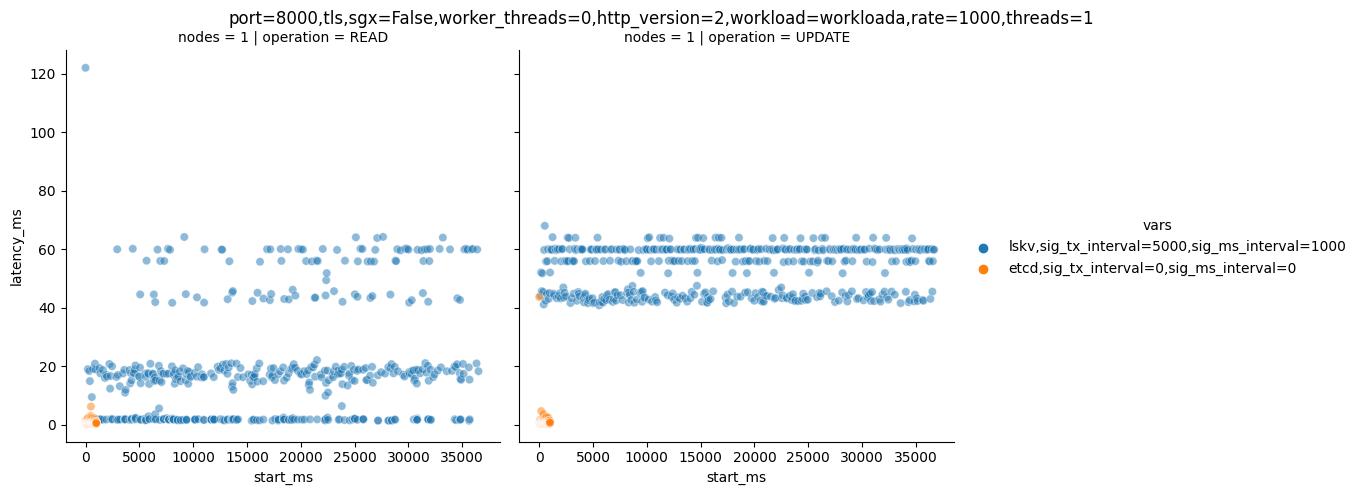 port=8000,tls,sgx=False,worker_threads=0,http_version=2,workload=workloada,rate=1000,threads=1
nodes = 1 | operation = READ
nodes = 1 | operation = UPDATE
latency_ms
120
100
80
60
40
20
0
0 5000 10000 15000 20000 25000 30000 35000
start_ms
0 5000 10000 15000 20000 25000 30000 35000
start_ms
vars
lskv,sig_tx_interval=5000,sig_ms_interval=1000
etcd,sig_tx_interval=0,sig_ms_interval=0